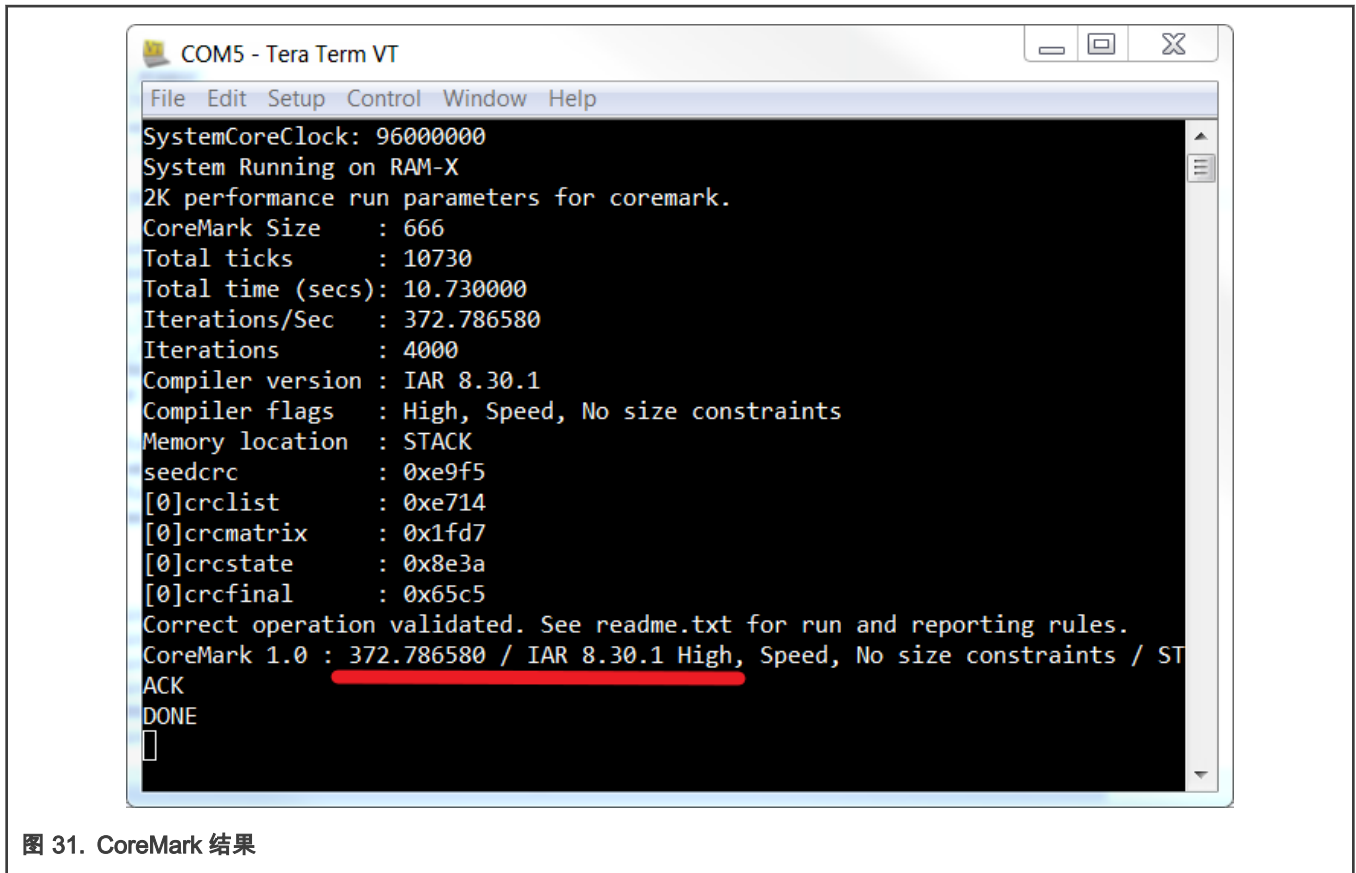 COM5 - Tera Term VT
File Edit Setup Control Window Help
SystemCoreClock: 96000000
System Running on RAM-X
2K performance run parameters for coremark.
CoreMark Size    : 666
Total ticks      : 10730
Total time (secs): 10.730000
Iterations/Sec   : 372.786580
Iterations       : 4000
Compiler version : IAR 8.30.1
Compiler flags   : High, Speed, No size constraints
Memory location  : STACK
seedcrc          : 0xe9f5
[0]crclist       : 0xe714
[0]crcmatrix     : 0x1fd7
[0]crcstate      : 0x8e3a
[0]crcfinal      : 0x65c5
Correct operation validated. See readme.txt for run and reporting rules.
CoreMark 1.0 : 372.786580 / IAR 8.30.1 High, Speed, No size constraints / ST
ACK
DONE
图 31. CoreMark 结果